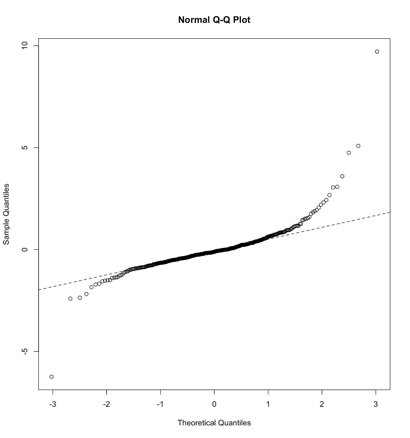 Normal Q-Q Plot
10
5
0
-5
Sample Quantiles
-3 -2 -1 0 1 2 3
Theoretical Quantiles